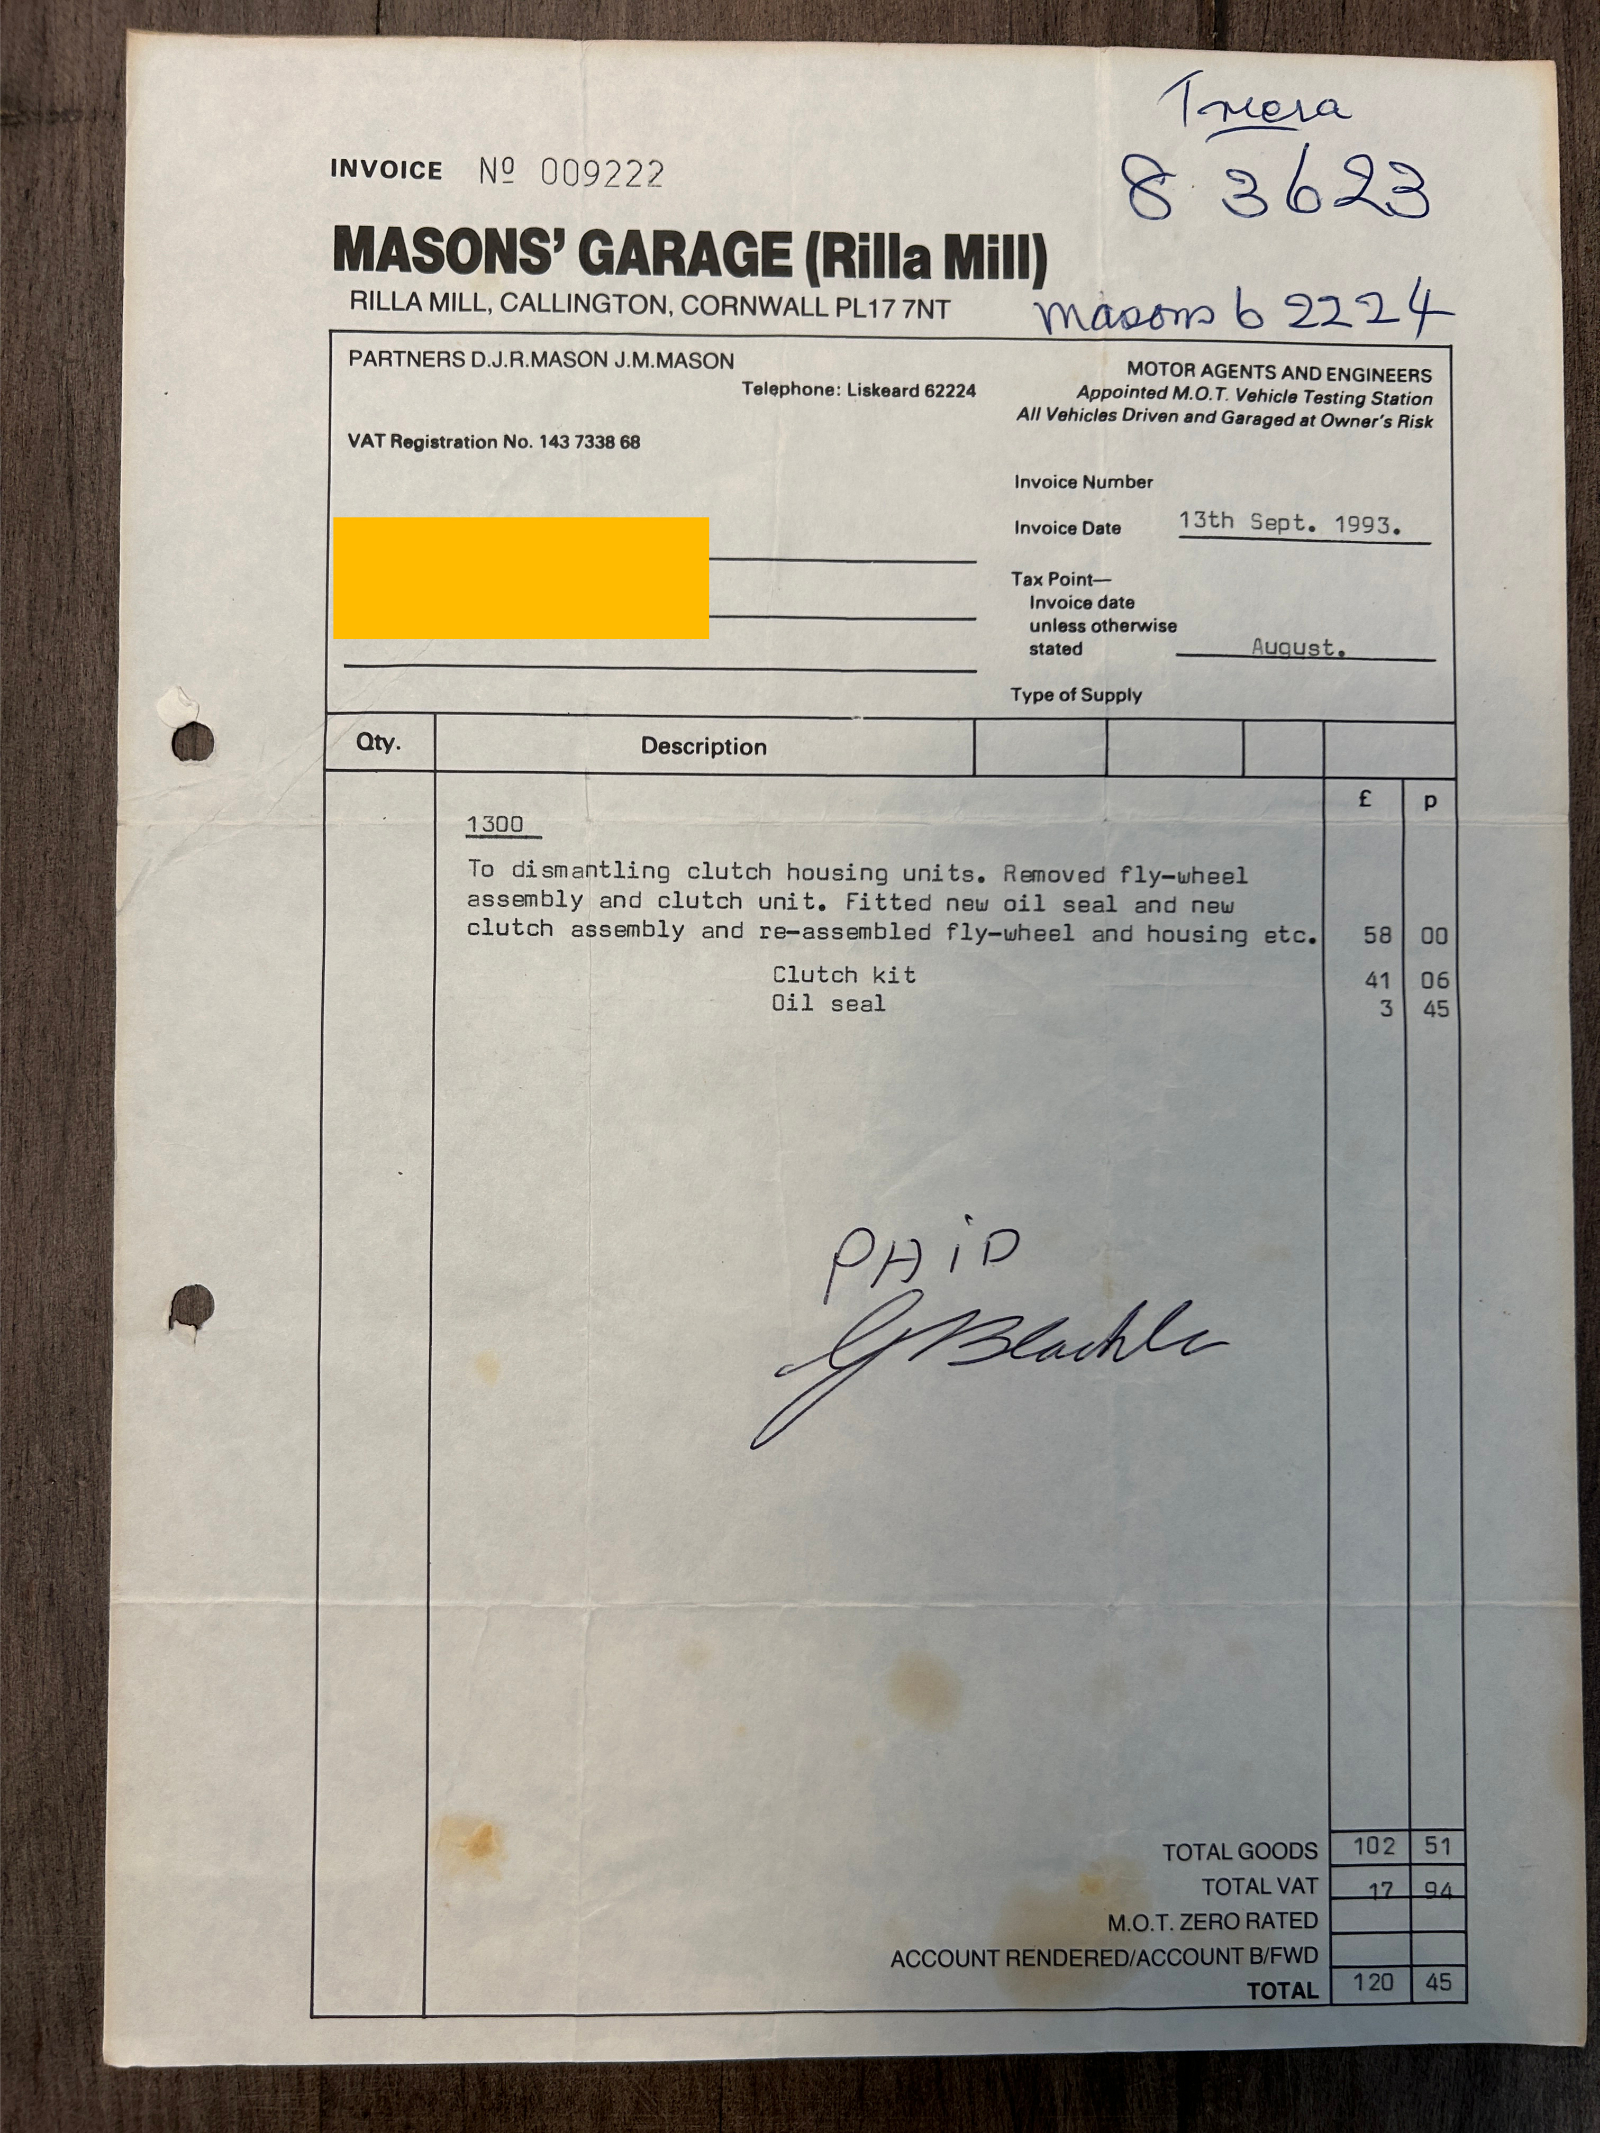 INVOICE Nº 009222
8 3623
MASONS' GARAGE (Rilla Mill)
RILLA MILL, CALLINGTON, CORNWALL PL17 7NT
Masons 62224
PARTNERS D.J.R.MASON J.M.MASON
Telephone: Liskeard 62224
VAT Registration No. 143 7338 68
MOTOR AGENTS AND ENGINEERS
Appointed M.O.T. Vehicle Testing Station
All Vehicles Driven and Garaged at Owner's Risk
Invoice Number
Invoice Date 13th Sept. 1993.
Tax Point—
Invoice date
unless otherwise
stated August.
Type of Supply
Qty. Description
£ p
1300
To dismantling clutch housing units. Removed fly-wheel
assembly and clutch unit. Fitted new oil seal and new
clutch assembly and re-assembled fly-wheel and housing etc. 58 00
Clutch kit 41 06
Oil seal 3 45
PAiD
TOTAL GOODS 102 51
TOTAL VAT 17 94
M.O.T. ZERO RATED
ACCOUNT RENDERED/ACCOUNT B/FWD
TOTAL 120 45